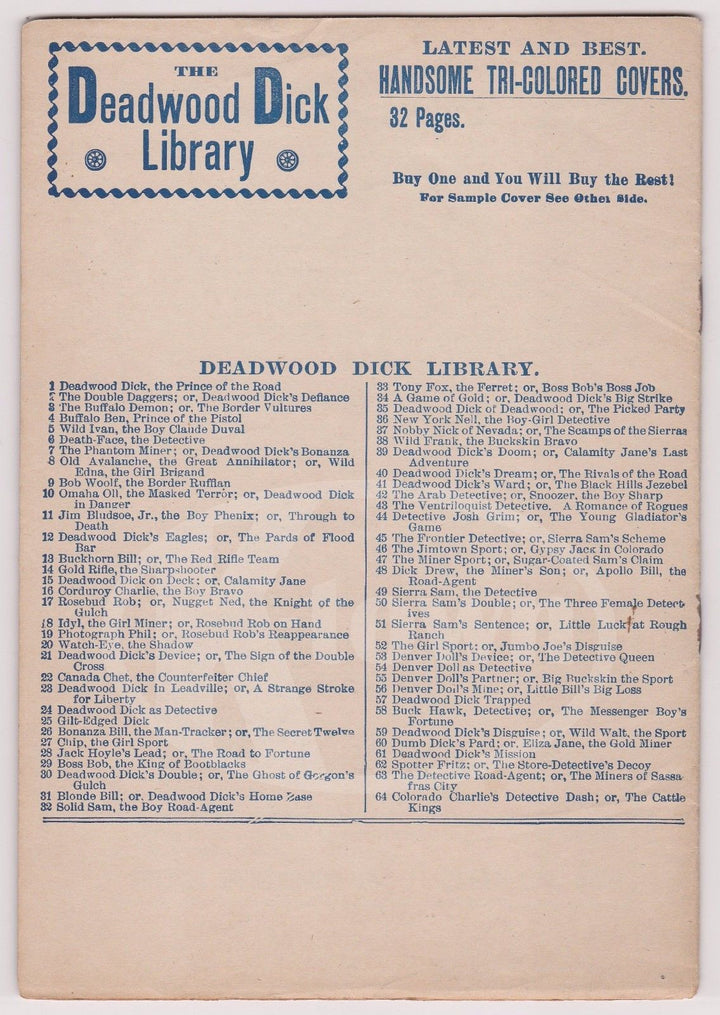 THE
Deadwood Dick
Library
LATEST AND BEST.
HANDSOME TRI-COLORED COVERS.
32 Pages.
Buy One and You Will Buy the Rest!
For Sample Cover See Other Side.
DEADWOOD DICK LIBRARY.
1 Deadwood Dick, the Prince of the Road
2 The Double Daggers; or, Deadwood Dick's Defiance
3 The Buffalo Demon; or, The Border Vultures
4 Buffalo Ben, Prince of the Pistol
5 Wild Ivan, the Boy Claude Duval
6 Death-Face, the Detective
7 The Phantom Miner; or, Deadwood Dick's Bonanza
8 Old Avalanche, the Great Annihilator; or, Wild
Edna, the Girl Brigand
9 Bob Woolf, the Border Ruffian
10 Omaha Oll, the Masked Terror; or, Deadwood Dick
in Danger
11 Jim Bludsoe, Jr., the Boy Phenix; or, Through to
Death
12 Deadwood Dick's Eagles; or, The Pards of Flood
Bar
13 Buckhorn Bill; or, The Red Rifle Team
14 Gold Rifle, the Sharpshooter
15 Deadwood Dick on Deck; or, Calamity Jane
16 Corduroy Charlie, the Boy Bravo
17 Rosebud Rob; or, Nugget Ned, the Knight of the
Gulch
18 Idyl, the Girl Miner; or, Rosebud Rob on Hand
19 Photograph Phil; or, Rosebud Rob's Reappearance
20 Watch-Eye, the Shadow
21 Deadwood Dick's Device; or, The Sign of the Double
Cross
22 Canada Chet, the Counterfeiter Chief
23 Deadwood Dick in Leadville; or, A Strange Stroke
for Liberty
24 Deadwood Dick as Detective
25 Gilt-Edged Dick
26 Bonanza Bill, the Man-Tracker; or, The Secret Twelve
27 Chip, the Girl Sport
28 Jack Hoyle's Lead; or, The Road to Fortune
29 Boss Bob, the King of Bootblacks
30 Deadwood Dick's Double; or, The Ghost of Gorgon's
Gulch
31 Blonde Bill; or, Deadwood Dick's Home Base
32 Solid Sam, the Boy Road-Agent
33 Tony Fox, the Ferret; or, Boss Bob's Boss Job
34 A Game of Gold; or, Deadwood Dick's Big Strike
35 Deadwood Dick of Deadwood; or, The Picked Party
36 New York Nell, the Boy-Girl Detective
37 Nobby Nick of Nevada; or, The Scamps of the Sierras
38 Wild Frank, the Buckskin Bravo
39 Deadwood Dick's Doom; or, Calamity Jane's Last
Adventure
40 Deadwood Dick's Dream; or, The Rivals of the Road
41 Deadwood Dick's Ward; or, The Black Hills Jezebel
42 The Arab Detective; or, Snoozer, the Boy Sharp
43 The Ventriloquist Detective. A Romance of Rogues
44 Detective Josh Grim; or, The Young Gladiator's
Game
45 The Frontier Detective; or, Sierra Sam's Scheme
46 The Jimtown Sport; or, Gypsy Jack in Colorado
47 The Miner Sport; or, Sugar-Coated Sam's Claim
48 Dick Drew, the Miner's Son; or, Apollo Bill, the
Road-Agent
49 Sierra Sam, the Detective
50 Sierra Sam's Double; or, The Three Female Detect-
ives
51 Sierra Sam's Sentence; or, Little Luck at Rough
Ranch
52 The Girl Sport; or, Jumbo Joe's Disguise
53 Denver Doll's Device; or, The Detective Queen
54 Denver Doll as Detective
55 Denver Doll's Partner; or, Big Buckskin the Sport
56 Denver Doll's Mine; or, Little Bill's Big Loss
57 Deadwood Dick Trapped
58 Buck Hawk, Detective; or, The Messenger Boy's
Fortune
59 Deadwood Dick's Disguise; or, Wild Walt, the Sport
60 Dumb Dick's Pard; or, Eliza Jane, the Gold Miner
61 Deadwood Dick's Mission
62 Spotter Fritz; or, The Store-Detective's Decoy
63 The Detective Road-Agent; or, The Miners of Sassa-
fras City
64 Colorado Charlie's Detective Dash; or, The Cattle
Kings